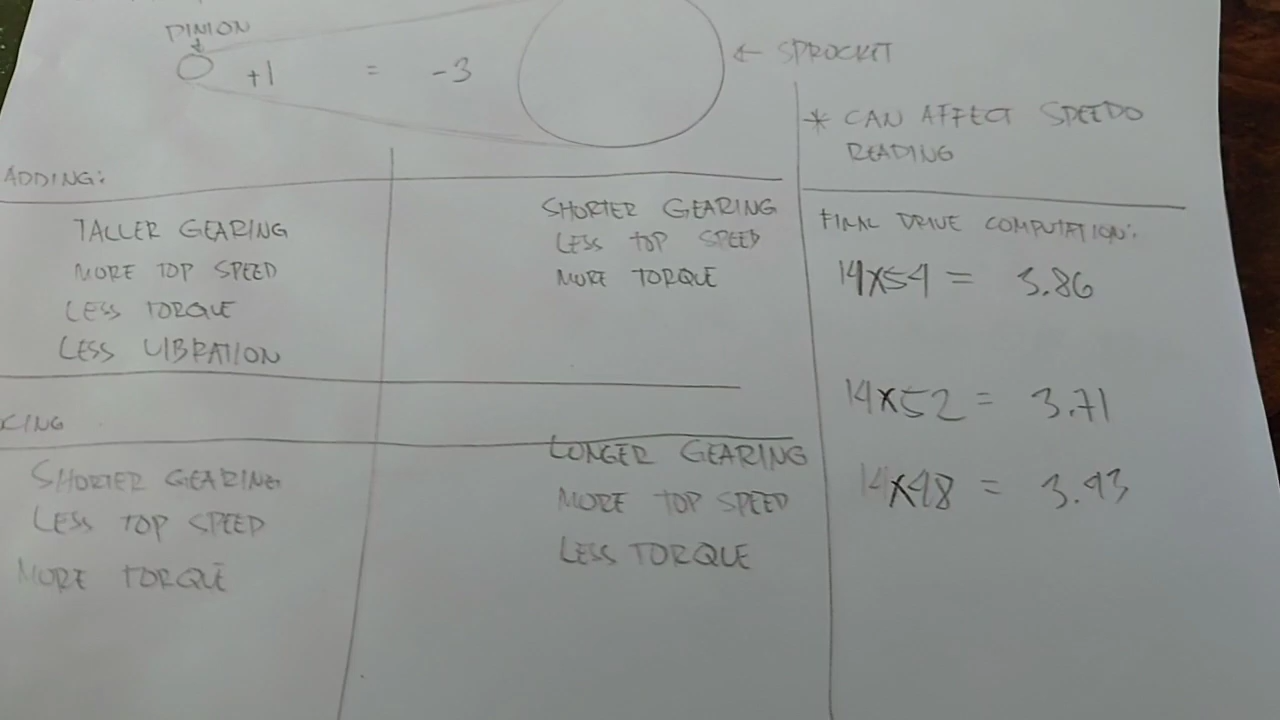 PINION
+1 = -3
← SPROCKET
* CAN AFFECT SPEEDO
READING
ADDING:
TALLER GEARING
MORE TOP SPEED
LESS TORQUE
LESS VIBRATION
SHORTER GEARING
LESS TOP SPEED
MORE TORQUE
FINAL DRIVE COMPUTATION:
14X54 = 3.86
14X52 = 3.71
14X48 = 3.43
CING
SHORTER GEARING
LESS TOP SPEED
MORE TORQUE
LONGER GEARING
MORE TOP SPEED
LESS TORQUE